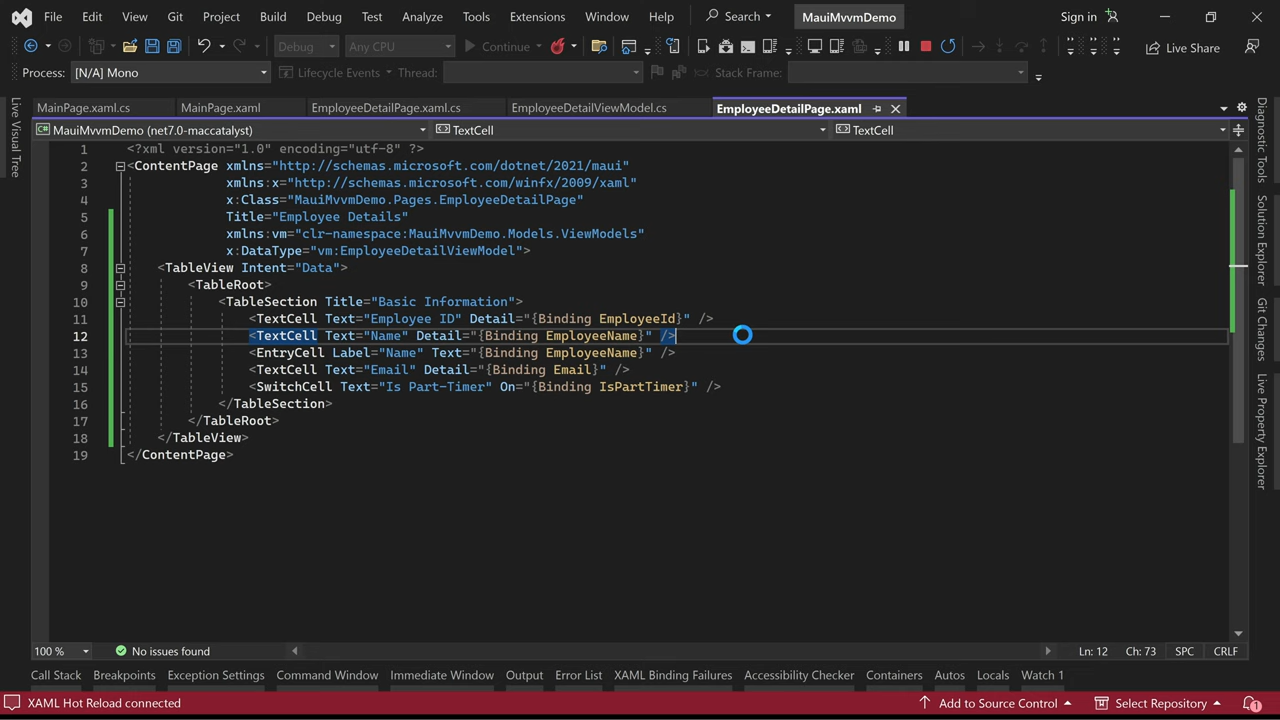 File Edit View Git Project Build Debug Test Analyze Tools Extensions Window Help Search MauiMvvmDemo Sign in
Debug Any CPU Continue Live Share
Process: [N/A] Mono Lifecycle Events Thread: Stack Frame:
MainPage.xaml.cs MainPage.xaml EmployeeDetailPage.xaml.cs EmployeeDetailViewModel.cs EmployeeDetailPage.xaml
MauiMvvmDemo (net7.0-maccatalyst) TextCell TextCell
1 <?xml version="1.0" encoding="utf-8" ?>
2 <ContentPage xmlns="http://schemas.microsoft.com/dotnet/2021/maui"
3 xmlns:x="http://schemas.microsoft.com/winfx/2009/xaml"
4 x:Class="MauiMvvmDemo.Pages.EmployeeDetailPage"
5 Title="Employee Details"
6 xmlns:vm="clr-namespace:MauiMvvmDemo.Models.ViewModels"
7 x:DataType="vm:EmployeeDetailViewModel">
8 <TableView Intent="Data">
9 <TableRoot>
10 <TableSection Title="Basic Information">
11 <TextCell Text="Employee ID" Detail="{Binding EmployeeId}" />
12 <TextCell Text="Name" Detail="{Binding EmployeeName}" />
13 <EntryCell Label="Name" Text="{Binding EmployeeName}" />
14 <TextCell Text="Email" Detail="{Binding Email}" />
15 <SwitchCell Text="Is Part-Timer" On="{Binding IsPartTimer}" />
16 </TableSection>
17 </TableRoot>
18 </TableView>
19 </ContentPage>
Live Visual Tree
Diagnostic Tools
Solution Explorer
Git Changes
Live Property Explorer
100 % No issues found Ln: 12 Ch: 73 SPC CRLF
Call Stack Breakpoints Exception Settings Command Window Immediate Window Output Error List XAML Binding Failures Accessibility Checker Containers Autos Locals Watch 1
XAML Hot Reload connected Add to Source Control Select Repository 1